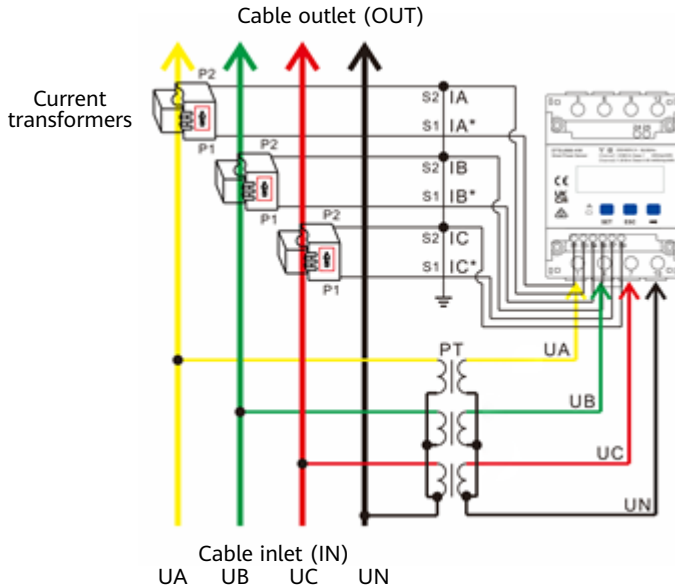 Cable outlet (OUT)
Current
transformers
P2
P1
S2 IA
S1 IA*
P2
P1
S2 IB
S1 IB*
P2
P1
S2 IC
S1 IC*
CE
SET ESC
PT
UA
UB
UC
UN
Cable inlet (IN)
UA UB UC UN